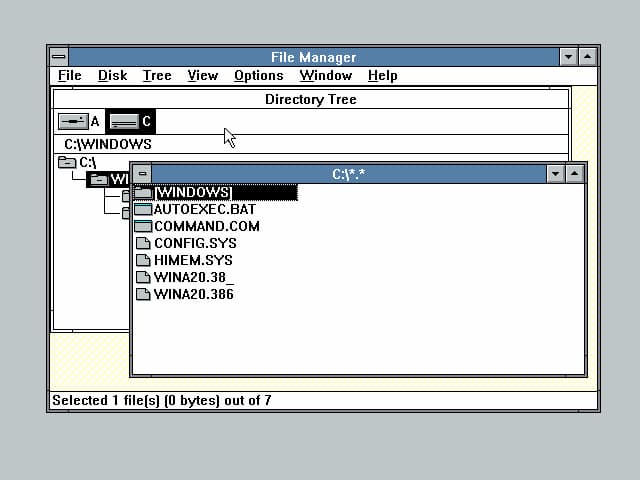 File Manager
File Disk Tree View Options Window Help
Directory Tree
A C
C:\WINDOWS
C:\
WI
C:\*.*
[WINDOWS]
AUTOEXEC.BAT
COMMAND.COM
CONFIG.SYS
HIMEM.SYS
WINA20.38_
WINA20.386
Selected 1 file(s) (0 bytes) out of 7